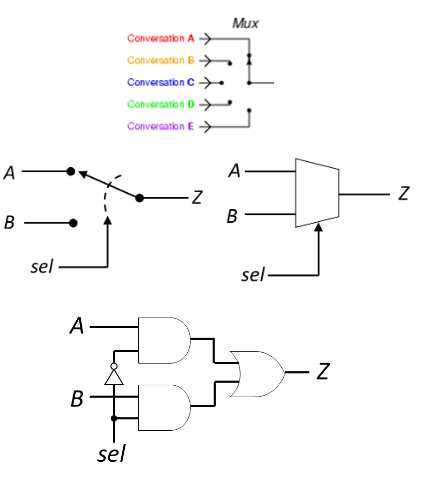 Mux
Conversation A
Conversation B
Conversation C
Conversation D
Conversation E
A
B
sel
Z
A
B
sel
Z
A
B
sel
Z